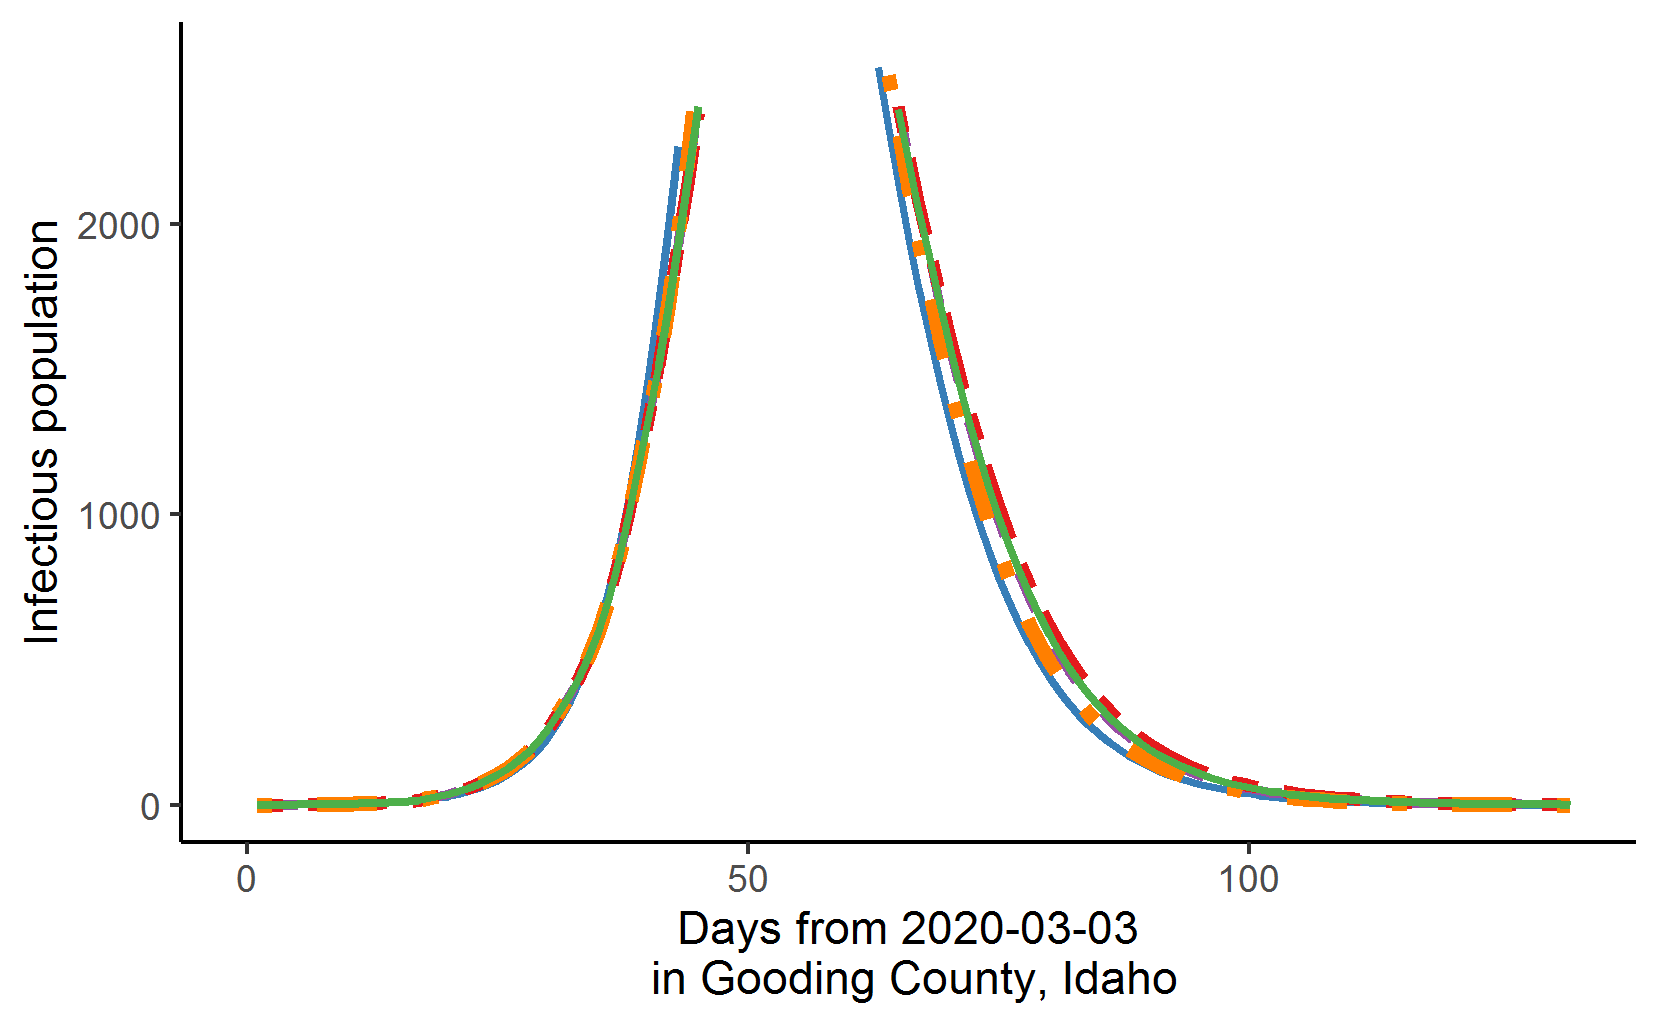 Infectious population
2000
1000
0
0 50 100
Days from 2020-03-03
in Gooding County, Idaho